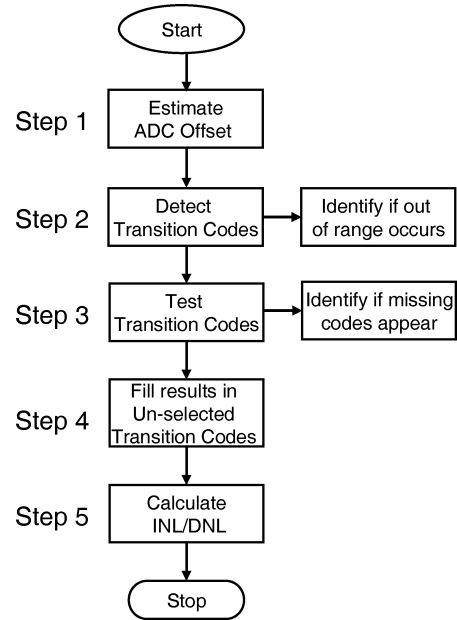 Start
Step 1
Estimate
ADC Offset
Step 2
Detect
Transition Codes
Identify if out
of range occurs
Step 3
Test
Transition Codes
Identify if missing
codes appear
Step 4
Fill results in
Un-selected
Transition Codes
Step 5
Calculate
INL/DNL
Stop